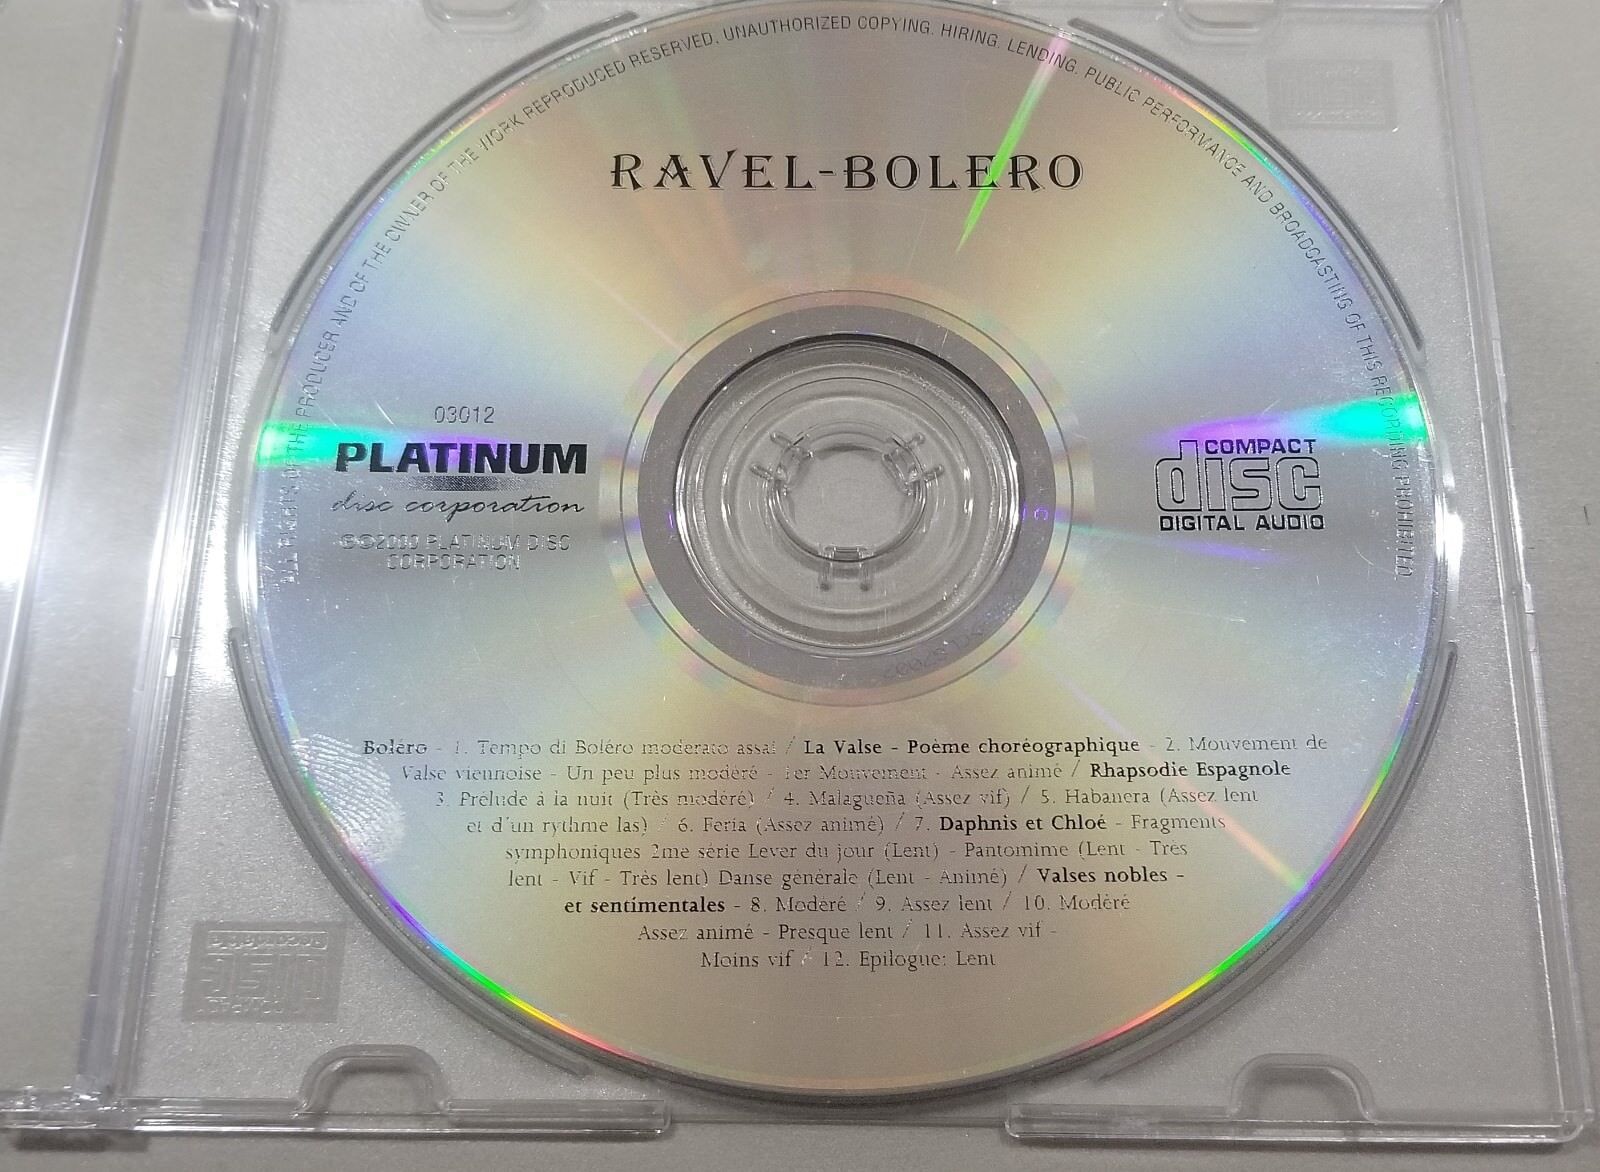 ALL RIGHTS OF THE PRODUCER AND OF THE OWNER OF THE WORK REPRODUCED RESERVED. UNAUTHORIZED COPYING. HIRING. LENDING. PUBLIC PERFORMANCE AND BROADCASTING OF THIS RECORDING PROHIBITED
RAVEL-BOLERO
03012
PLATINUM
disc corporation
℗©2000 PLATINUM DISC
CORPORATION
COMPACT
disc
DIGITAL AUDIO
Boléro - 1. Tempo di Boléro moderato assai / La Valse - Poème choréographique - 2. Mouvement de
Valse viennoise - Un peu plus modéré - 1er Mouvement - Assez animé / Rhapsodie Espagnole
3. Prélude à la nuit (Très modéré) / 4. Malagueña (Assez vif) / 5. Habanera (Assez lent
et d'un rythme las) / 6. Feria (Assez animé) / 7. Daphnis et Chloé - Fragments
symphoniques 2me série Lever du jour (Lent) - Pantomime (Lent - Très
lent - Vif - Très lent) Danse générale (Lent - Animé) / Valses nobles -
et sentimentales - 8. Modéré / 9. Assez lent / 10. Modéré
Assez animé - Presque lent / 11. Assez vif -
Moins vif / 12. Epilogue: Lent